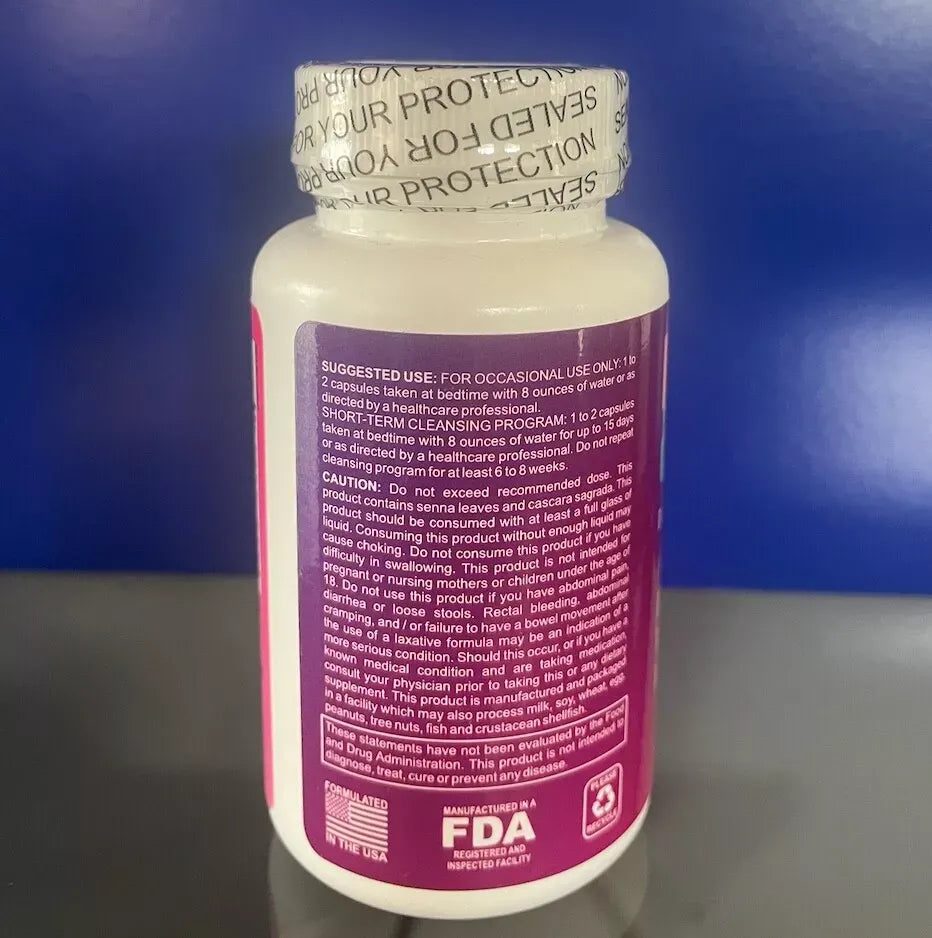 PRO YOUR
OR YOUR PROTECTION
SEALED FOR YOUR PRO
UR PROTECTION
SEALED FOR
SUGGESTED USE: FOR OCCASIONAL USE ONLY: 1 to
2 capsules taken at bedtime with 8 ounces of water or as
directed by a healthcare professional.
SHORT-TERM CLEANSING PROGRAM: 1 to 2 capsules
taken at bedtime with 8 ounces of water for up to 15 days
or as directed by a healthcare professional. Do not repeat
cleansing program for at least 6 to 8 weeks.
CAUTION: Do not exceed recommended dose. This
product contains senna leaves and cascara sagrada. This
product should be consumed with at least a full glass of
liquid. Consuming this product without enough liquid may
cause choking. Do not consume this product if you have
difficulty in swallowing. This product is not intended for
pregnant or nursing mothers or children under the age of
18. Do not use this product if you have abdominal pain,
diarrhea or loose stools. Rectal bleeding, abdominal
cramping, and / or failure to have a bowel movement after
the use of a laxative formula may be an indication of a
more serious condition. Should this occur, or if you have a
known medical condition and are taking medication,
consult your physician prior to taking this or any dietary
supplement. This product is manufactured and packaged
in a facility which may also process milk, soy, wheat, egg,
peanuts, tree nuts, fish and crustacean shellfish.
These statements have not been evaluated by the Food
and Drug Administration. This product is not intended to
diagnose, treat, cure or prevent any disease.
FORMULATED
IN THE USA
MANUFACTURED IN A
FDA
REGISTERED AND
INSPECTED FACILITY
PLEASE
RECYCLE